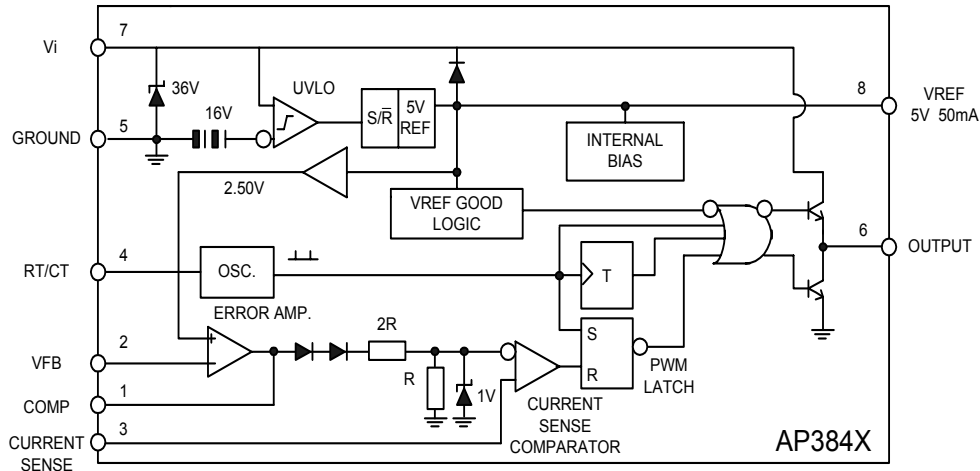 7
Vi
36V
UVLO
16V
S/R̅
5V
REF
8
VREF
5V 50mA
5
GROUND
INTERNAL
BIAS
2.50V
VREF GOOD
LOGIC
6
OUTPUT
4
RT/CT
OSC.
T
ERROR AMP.
2R
S
2
VFB
R
1V
R
PWM
LATCH
1
COMP
CURRENT
SENSE
COMPARATOR
3
CURRENT
SENSE
AP384X